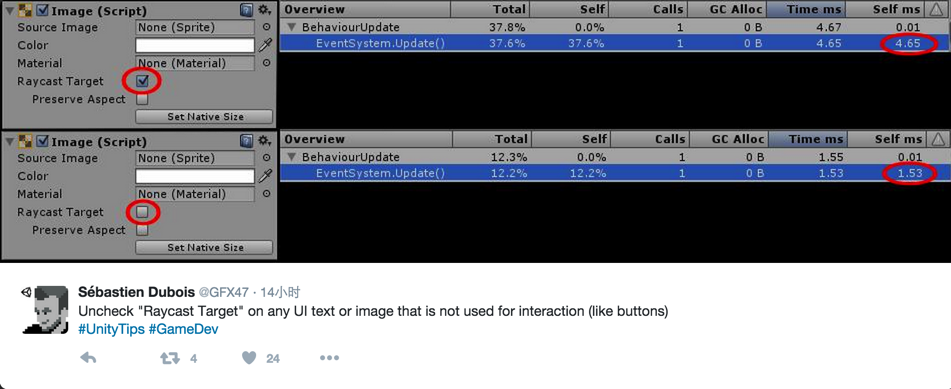 Image (Script)
Source Image None (Sprite)
Color
Material None (Material)
Raycast Target
Preserve Aspect
Set Native Size
Overview Total Self Calls GC Alloc Time ms Self ms
BehaviourUpdate 37.8% 0.0% 1 0 B 4.67 0.01
EventSystem.Update() 37.6% 37.6% 1 0 B 4.65 4.65
Image (Script)
Source Image None (Sprite)
Color
Material None (Material)
Raycast Target
Preserve Aspect
Set Native Size
Overview Total Self Calls GC Alloc Time ms Self ms
BehaviourUpdate 12.3% 0.0% 1 0 B 1.55 0.01
EventSystem.Update() 12.2% 12.2% 1 0 B 1.53 1.53
Sébastien Dubois @GFX47 · 14小时
Uncheck "Raycast Target" on any UI text or image that is not used for interaction (like buttons)
#UnityTips #GameDev
4 24